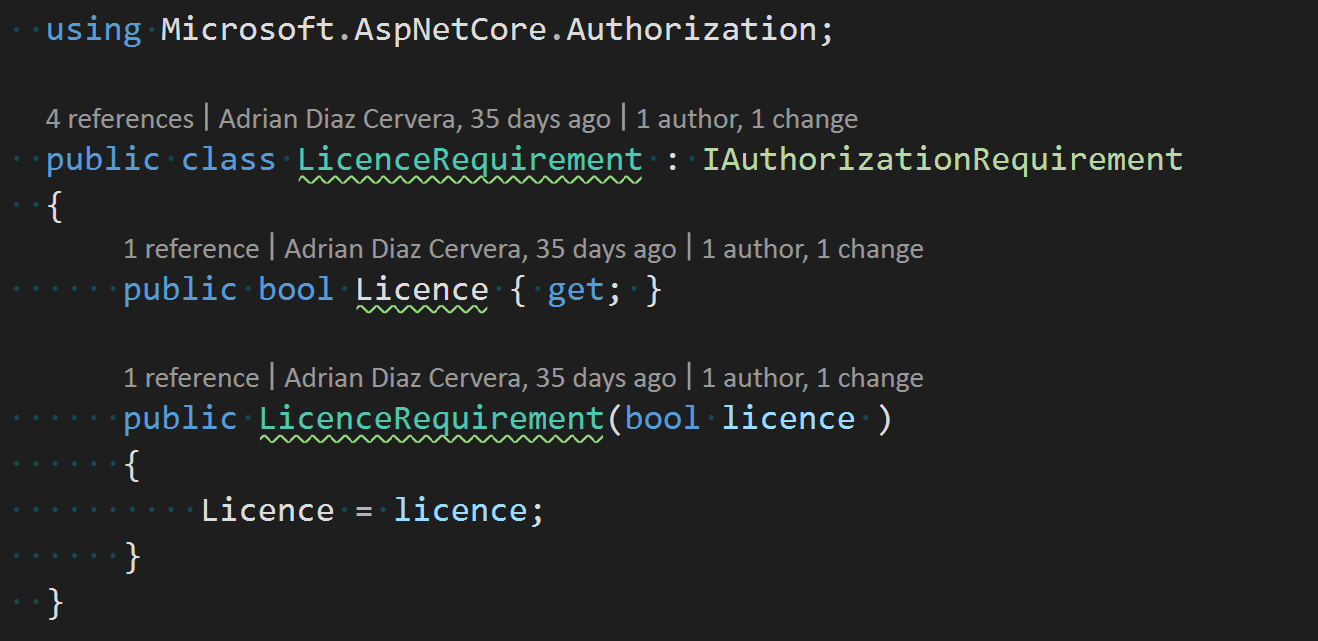 using Microsoft.AspNetCore.Authorization;
4 references | Adrian Diaz Cervera, 35 days ago | 1 author, 1 change
public class LicenceRequirement : IAuthorizationRequirement
{
1 reference | Adrian Diaz Cervera, 35 days ago | 1 author, 1 change
public bool Licence { get; }
1 reference | Adrian Diaz Cervera, 35 days ago | 1 author, 1 change
public LicenceRequirement(bool licence )
{
Licence = licence;
}
}